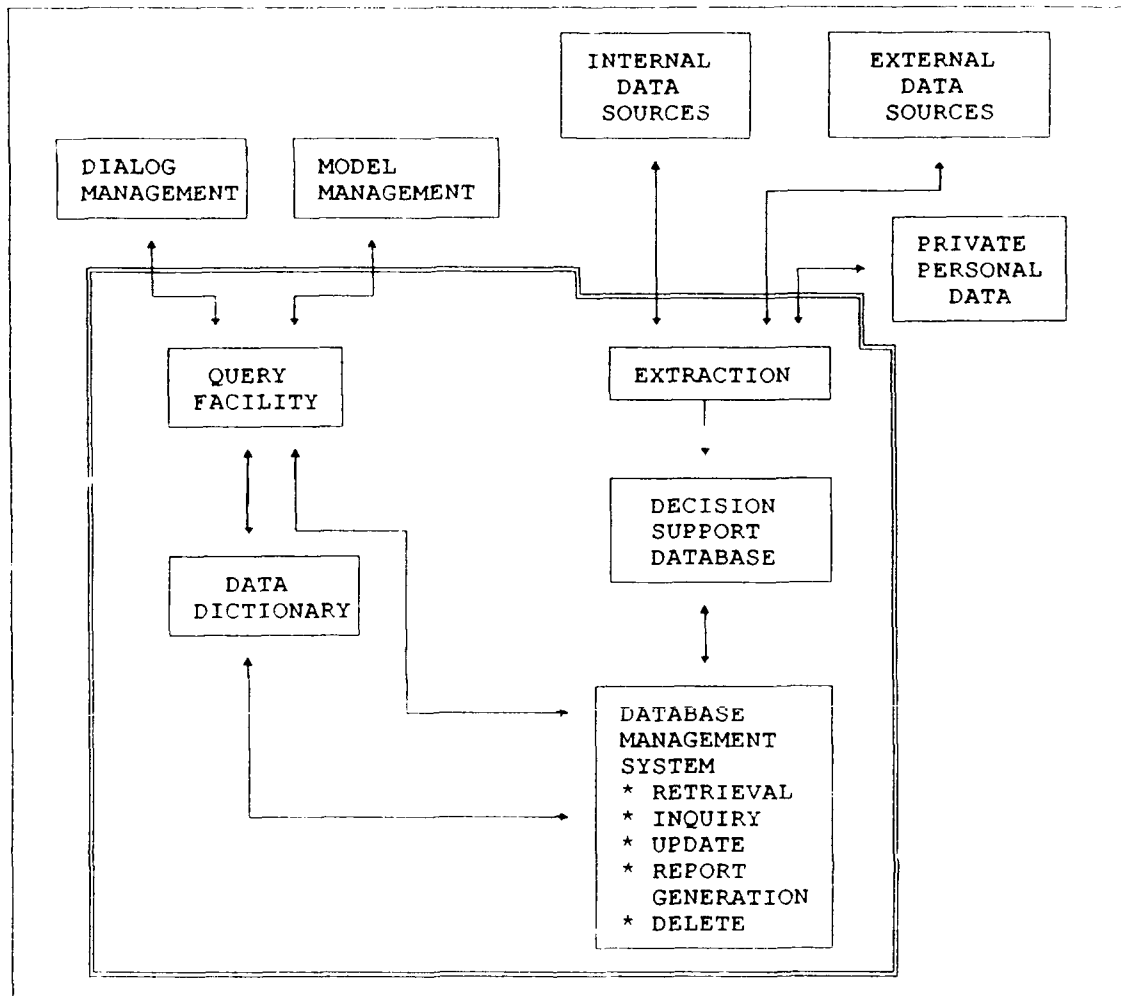 INTERNAL
DATA
SOURCES
EXTERNAL
DATA
SOURCES
DIALOG
MANAGEMENT
MODEL
MANAGEMENT
PRIVATE
PERSONAL
DATA
QUERY
FACILITY
EXTRACTION
DECISION
SUPPORT
DATABASE
DATA
DICTIONARY
DATABASE
MANAGEMENT
SYSTEM
* RETRIEVAL
* INQUIRY
* UPDATE
* REPORT
GENERATION
* DELETE